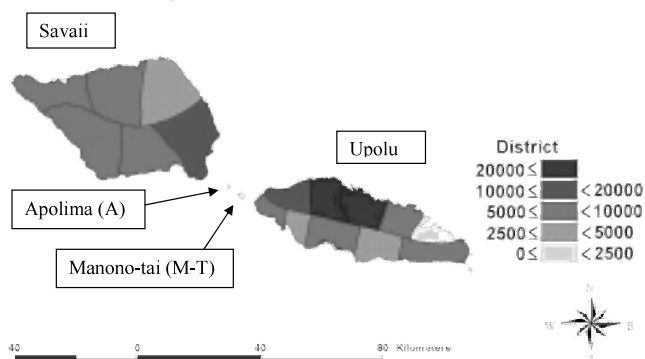 Savaii
Upolu
Apolima (A)
Manono-tai (M-T)
District
20000≤
10000≤ <20000
5000≤ <10000
2500≤ <5000
0≤ <2500
N
W E
S
40 0 40 80 Kilometers